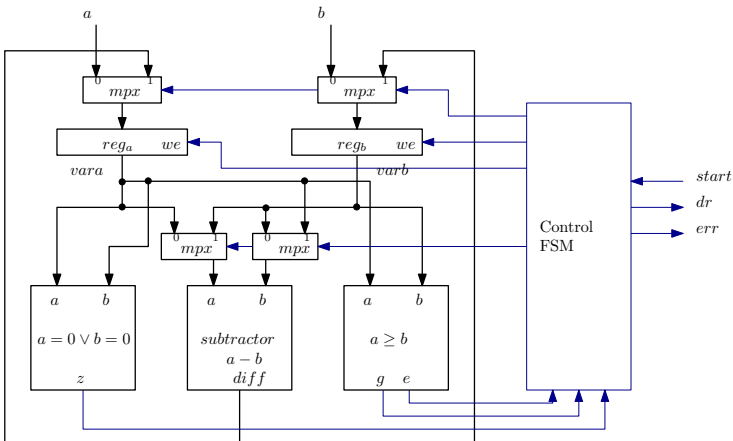 a b
0 1 0 1
mpx mpx
reg_a we reg_b we
vara varb
start
dr
err
0 1 0 1
mpx mpx
Control
FSM
a b a b a b
a = 0 ∨ b = 0 subtractor a ≥ b
a − b
z diff g e